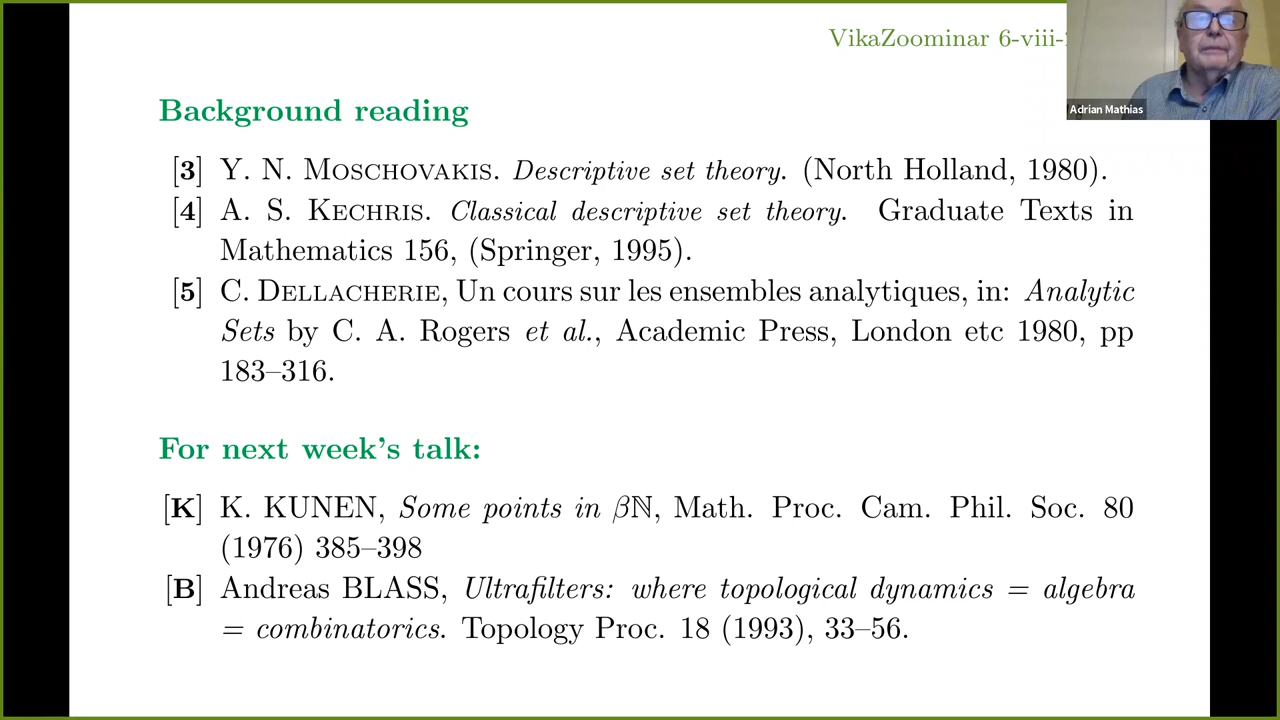 VikaZoominar 6-viii-
Adrian Mathias
Background reading
[3] Y. N. Moschovakis. Descriptive set theory. (North Holland, 1980).
[4] A. S. Kechris. Classical descriptive set theory. Graduate Texts in
Mathematics 156, (Springer, 1995).
[5] C. Dellacherie, Un cours sur les ensembles analytiques, in: Analytic
Sets by C. A. Rogers et al., Academic Press, London etc 1980, pp
183–316.
For next week's talk:
[K] K. KUNEN, Some points in βℕ, Math. Proc. Cam. Phil. Soc. 80
(1976) 385–398
[B] Andreas BLASS, Ultrafilters: where topological dynamics = algebra
= combinatorics. Topology Proc. 18 (1993), 33–56.